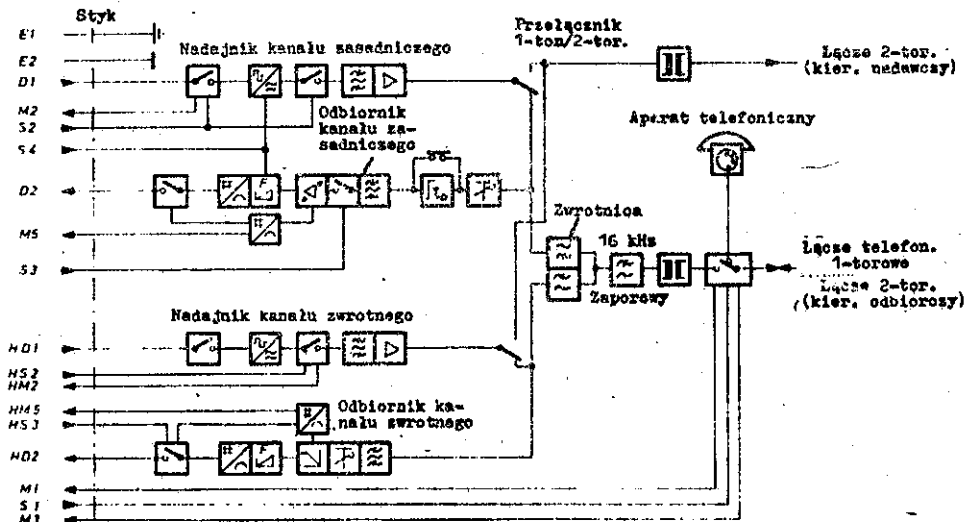 Styk
E1
E2
D1
M2
S2
S4
D2
M5
S3
HD1
HS2
HM2
HM5
HS3
HD2
M1
S1
M3
Nadajnik kanału zasadniczego
Odbiornik
kanału za-
sadniczego
Przełącznik
1-tor/2-tor.
Łącze 2-tor.
(kier. nadawczy)
Aparat telefoniczny
Zwrotnica
16 kHz
Zaporowy
Łącze telefon.
1-torowe
Łącze 2-tor.
(kier. odbiorczy)
Nadajnik kanału zwrotnego
Odbiornik ka-
nału zwrotnego